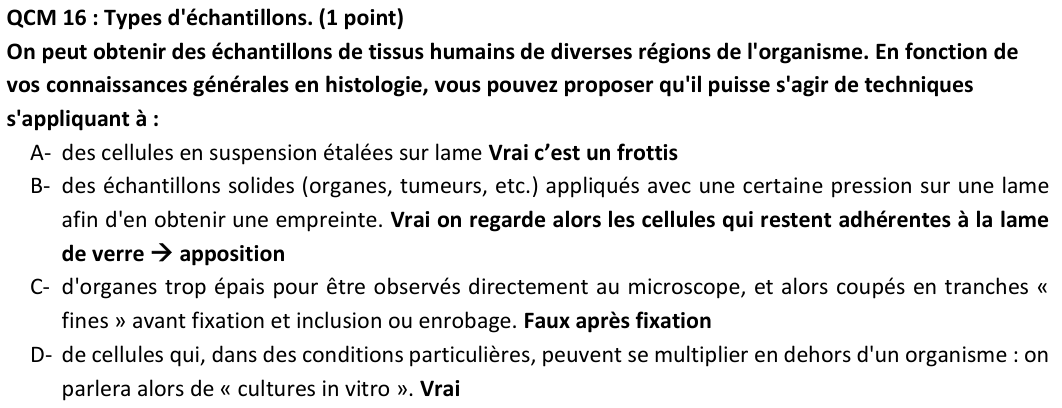 QCM 16 : Types d'échantillons. (1 point)
On peut obtenir des échantillons de tissus humains de diverses régions de l'organisme. En fonction de
vos connaissances générales en histologie, vous pouvez proposer qu'il puisse s'agir de techniques
s'appliquant à :
A- des cellules en suspension étalées sur lame Vrai c’est un frottis
B- des échantillons solides (organes, tumeurs, etc.) appliqués avec une certaine pression sur une lame
afin d'en obtenir une empreinte. Vrai on regarde alors les cellules qui restent adhérentes à la lame
de verre → apposition
C- d'organes trop épais pour être observés directement au microscope, et alors coupés en tranches «
fines » avant fixation et inclusion ou enrobage. Faux après fixation
D- de cellules qui, dans des conditions particulières, peuvent se multiplier en dehors d'un organisme : on
parlera alors de « cultures in vitro ». Vrai